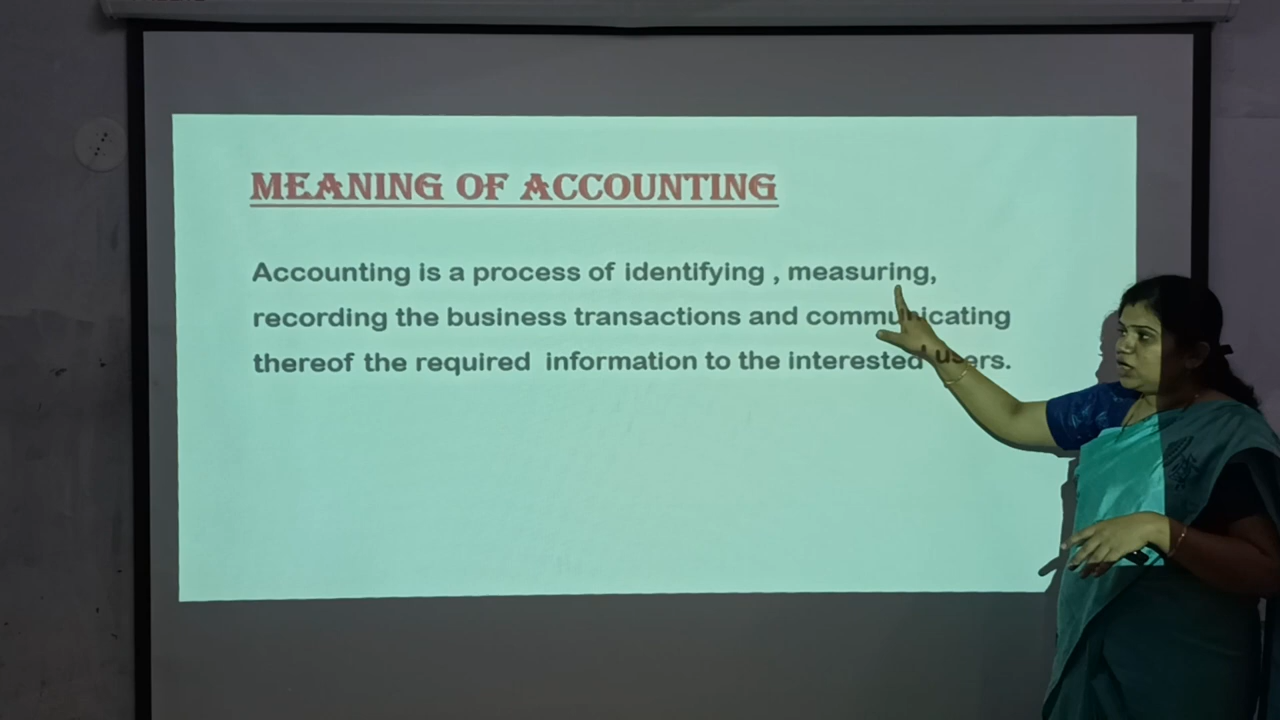 MEANING OF ACCOUNTING
Accounting is a process of identifying , measuring,
recording the business transactions and communicating
thereof the required information to the interested users.